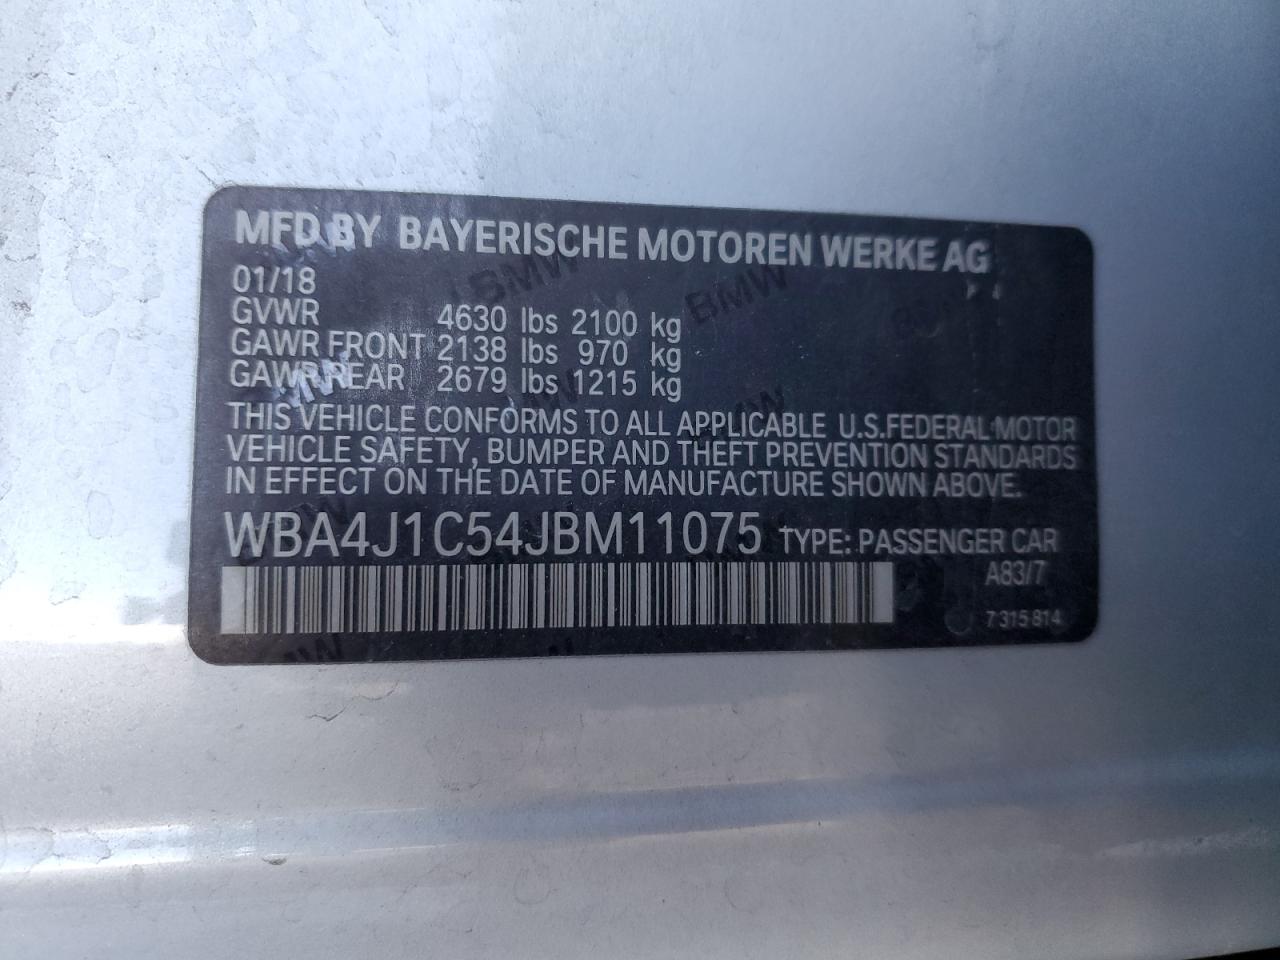 MFD BY BAYERISCHE MOTOREN WERKE AG
01/18
GVWR 4630 lbs 2100 kg
GAWR FRONT 2138 lbs 970 kg
GAWR REAR 2679 lbs 1215 kg
THIS VEHICLE CONFORMS TO ALL APPLICABLE U.S.FEDERAL MOTOR
VEHICLE SAFETY, BUMPER AND THEFT PREVENTION STANDARDS
IN EFFECT ON THE DATE OF MANUFACTURE SHOWN ABOVE.
WBA4J1C54JBM11075 TYPE: PASSENGER CAR
A83/7
7 315 814